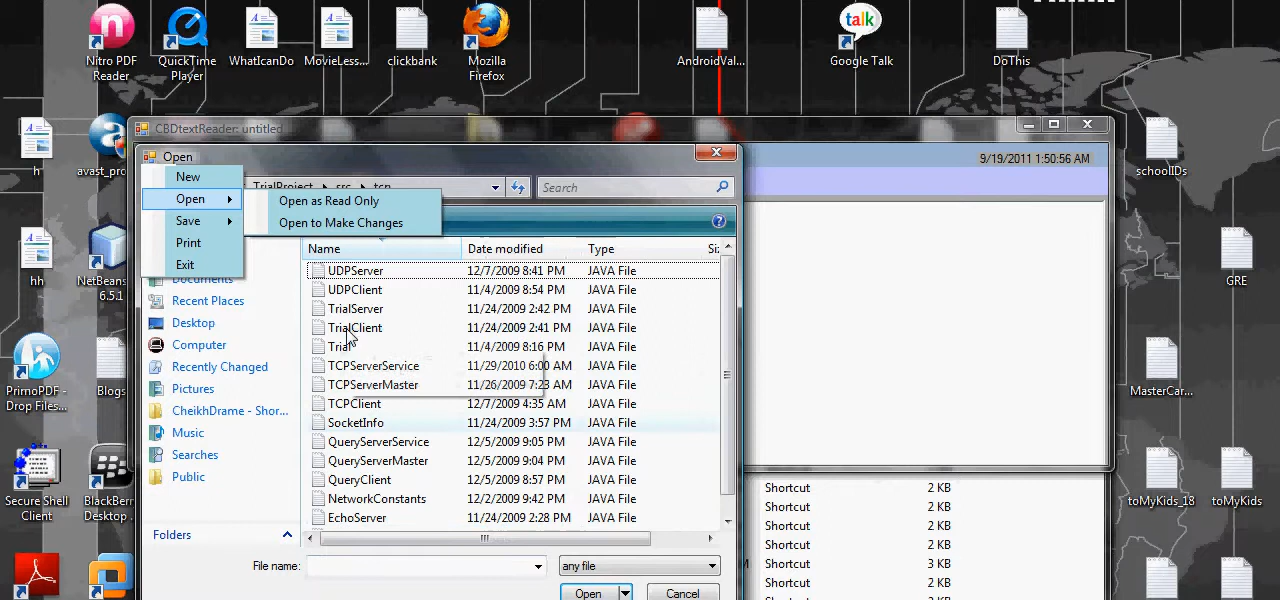 Nitro PDF Reader
QuickTime Player
WhatICanDo
MovieLess...
clickbank
Mozilla Firefox
AndroidVal...
Google Talk
talk
DoThis
CBDtextReader: untitled
Open
9/19/2011 1:50:56 AM
h
avast_pro
schoolIDs
New
TrialProject
src
tcp
Search
Open
Open as Read Only
Save
Open to Make Changes
Print
Exit
Name
Date modified
Type
Documents
Recent Places
Desktop
Computer
Recently Changed
Pictures
CheikhDrame - Shor...
Music
Searches
Public
Folders
UDPServer 12/7/2009 8:41 PM JAVA File
UDPClient 11/4/2009 9:41 PM JAVA File
TrialServer 11/24/2009 2:42 PM JAVA File
TrialClient 11/24/2009 2:41 PM JAVA File
Trial 11/4/2009 8:16 PM JAVA File
TCPServerService 11/29/2010 6:00 AM JAVA File
TCPServerMaster 11/26/2009 7:23 AM JAVA File
TCPClient 12/7/2009 4:35 AM JAVA File
SocketInfo 11/24/2009 3:57 PM JAVA File
QueryServerService 12/5/2009 9:05 PM JAVA File
QueryServerMaster 12/5/2009 9:04 PM JAVA File
QueryClient 12/5/2009 8:57 PM JAVA File
NetworkConstants 12/2/2009 9:42 PM JAVA File
EchoServer 11/24/2009 2:28 PM JAVA File
File name:
any file
Open
Cancel
hh
NetBeans 6.5.1
GRE
PrimoPDF - Drop Files...
Blogs
MasterCar...
Secure Shell Client
BlackBerr Desktop
toMyKids_18
toMyKids
Shortcut 2 KB
Shortcut 2 KB
Shortcut 2 KB
Shortcut 2 KB
Shortcut 3 KB
Shortcut 2 KB